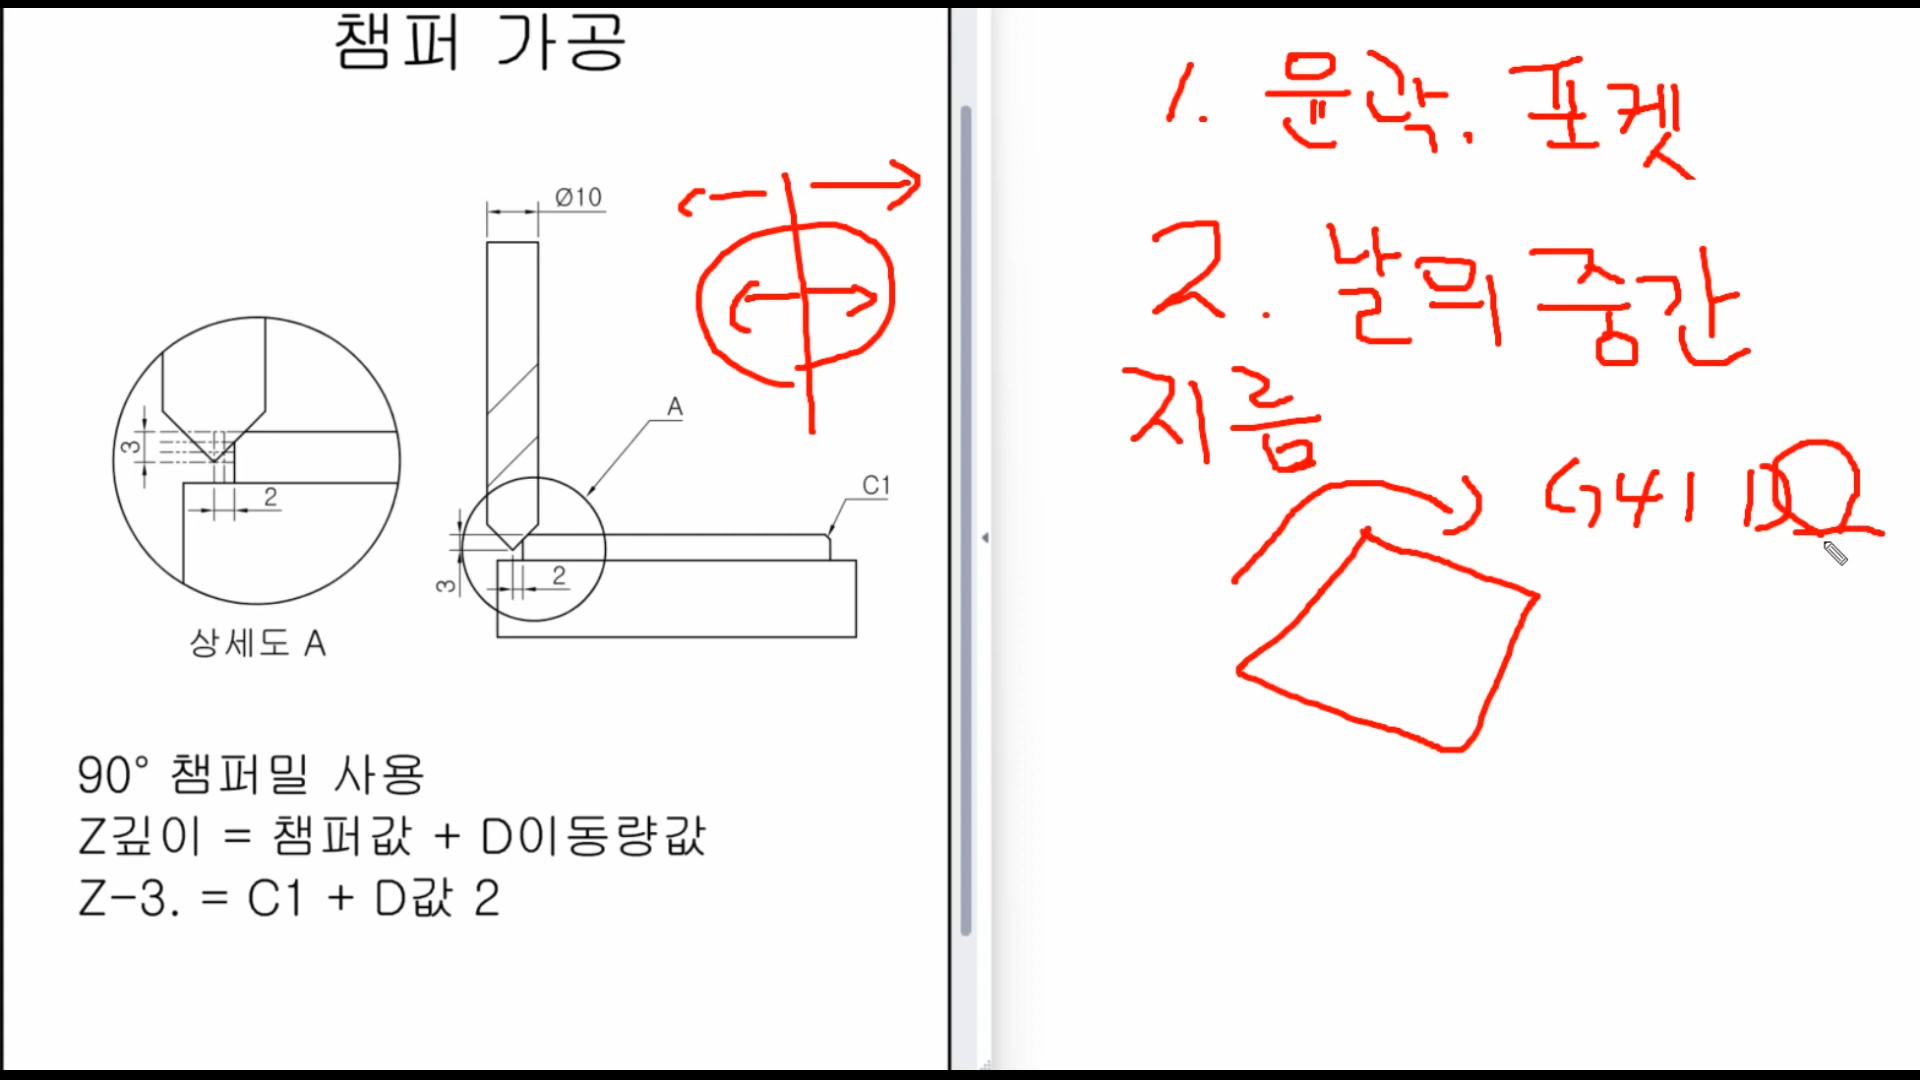 챔퍼 가공
Ø10
A
C1
3
2
3
2
상세도 A
90° 챔퍼밀 사용
Z깊이 = 챔퍼값 + D이동량값
Z-3. = C1 + D값 2
1. 윤곽. 포켓
2. 날의 중간
지름
G41 D